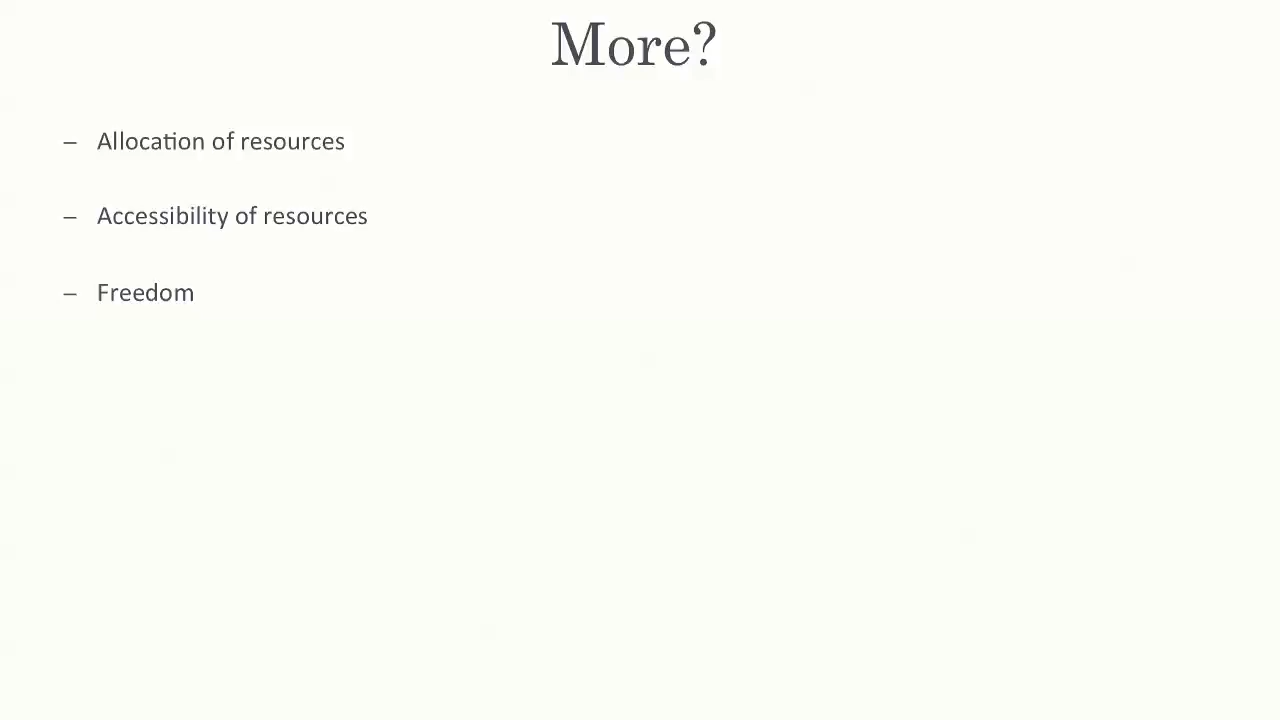 More?
– Allocation of resources
– Accessibility of resources
– Freedom